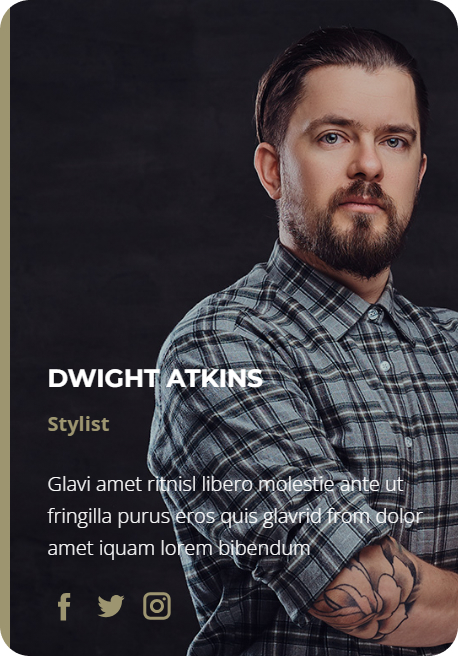 DWIGHT ATKINS
Stylist
Glavi amet ritnisl libero molestie ante ut
fringilla purus eros quis glavrid from dolor
amet iquam lorem bibendum